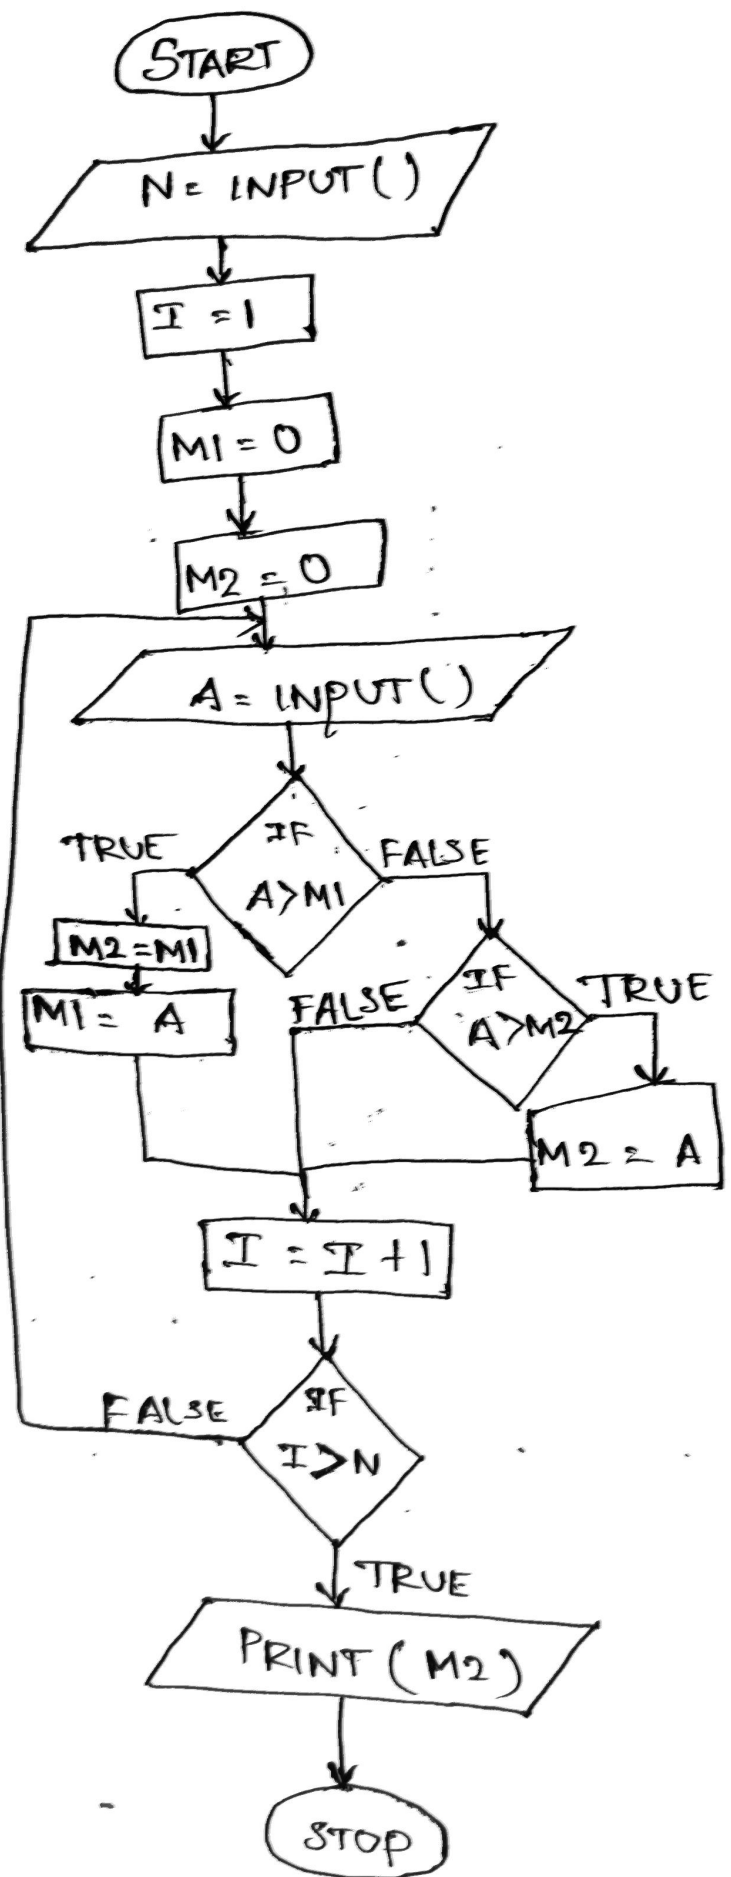 START
N= INPUT()
I =1
M1= 0
M2 = 0
A= INPUT()
IF
A>M1
TRUE
FALSE
M2=M1
M1= A
IF
A>M2
FALSE
TRUE
M2 = A
I = I +1
IF
I>N
FALSE
TRUE
PRINT (M2)
STOP